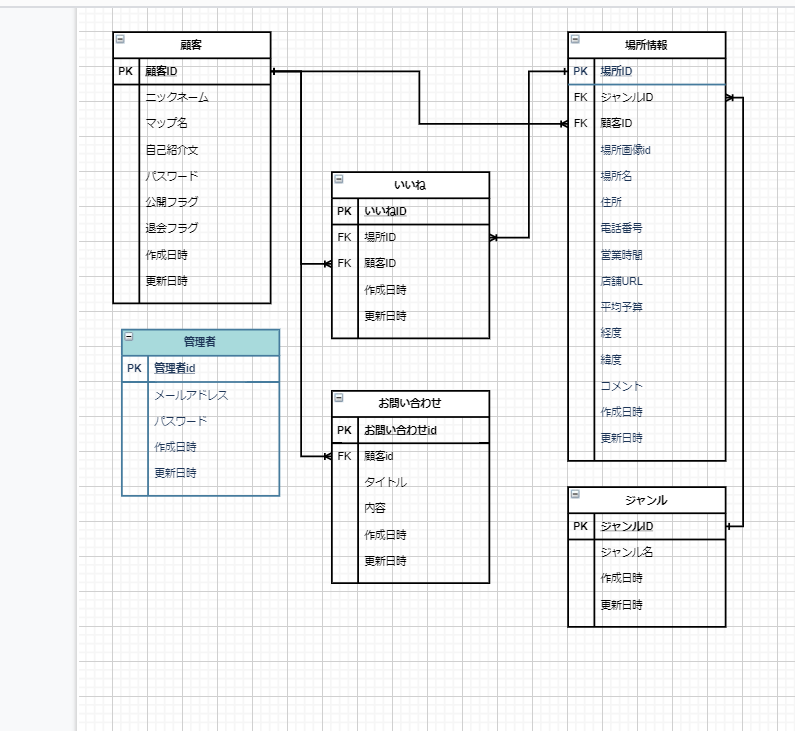 顧客
PK 顧客ID
ニックネーム
マップ名
自己紹介文
パスワード
公開フラグ
退会フラグ
作成日時
更新日時
管理者
PK 管理者id
メールアドレス
パスワード
作成日時
更新日時
いいね
PK いいねID
FK 場所ID
FK 顧客ID
作成日時
更新日時
お問い合わせ
PK お問い合わせid
FK 顧客id
タイトル
内容
作成日時
更新日時
場所情報
PK 場所ID
FK ジャンルID
FK 顧客ID
場所画像id
場所名
住所
電話番号
営業時間
店舗URL
平均予算
経度
緯度
コメント
作成日時
更新日時
ジャンル
PK ジャンルID
ジャンル名
作成日時
更新日時